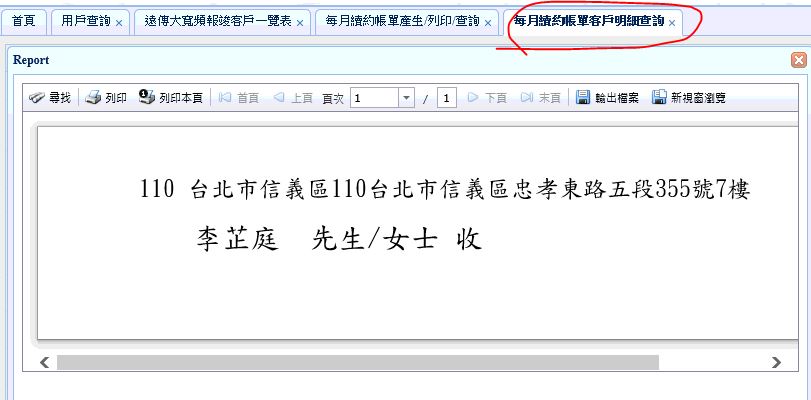 首頁 用戶查詢 × 遠傳大寬頻報竣客戶一覽表 × 每月續約帳單產生/列印/查詢 × 每月續約帳單客戶明細查詢 ×
Report
尋找 列印 列印本頁 首頁 上頁 頁次 1 / 1 下頁 末頁 輸出檔案 新視窗瀏覽
110 台北市信義區110台北市信義區忠孝東路五段355號7樓
李芷庭 先生/女士 收